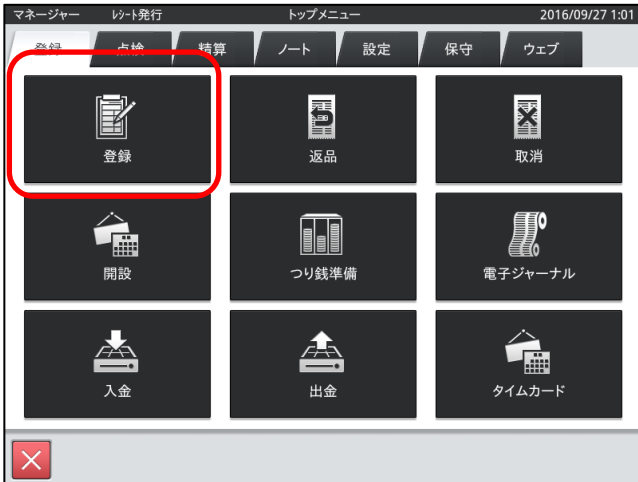 マネージャー ﾚｼｰﾄ発行 トップメニュー 2016/09/27 1:01
登録 点検 精算 ノート 設定 保守 ウェブ
登録 返品 取消
開設 つり銭準備 電子ジャーナル
入金 出金 タイムカード